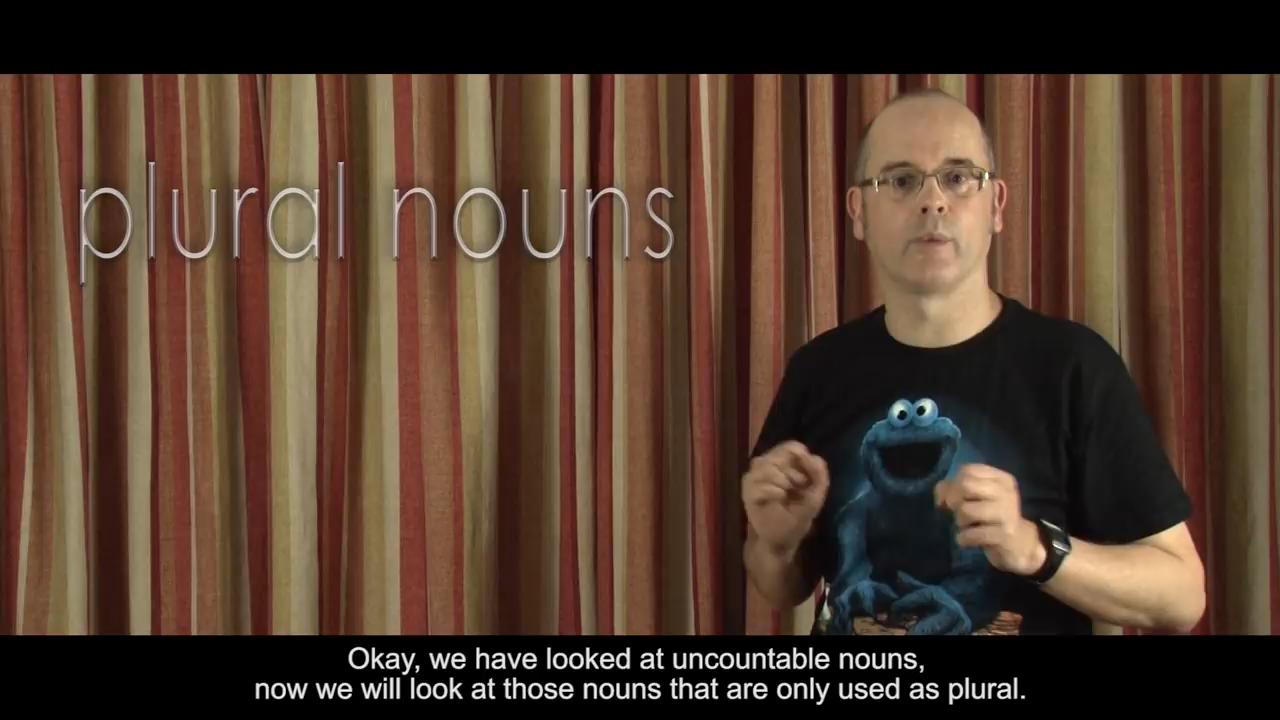 plural nouns
Okay, we have looked at uncountable nouns,
now we will look at those nouns that are only used as plural.